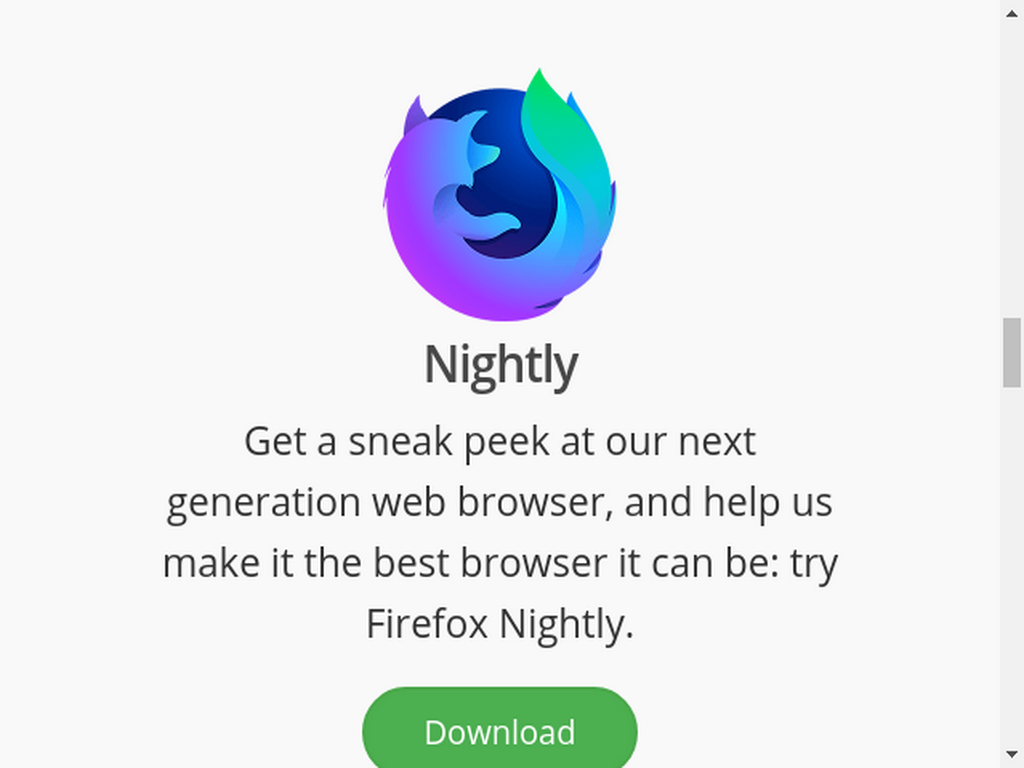 Nightly
Get a sneak peek at our next
generation web browser, and help us
make it the best browser it can be: try
Firefox Nightly.
Download